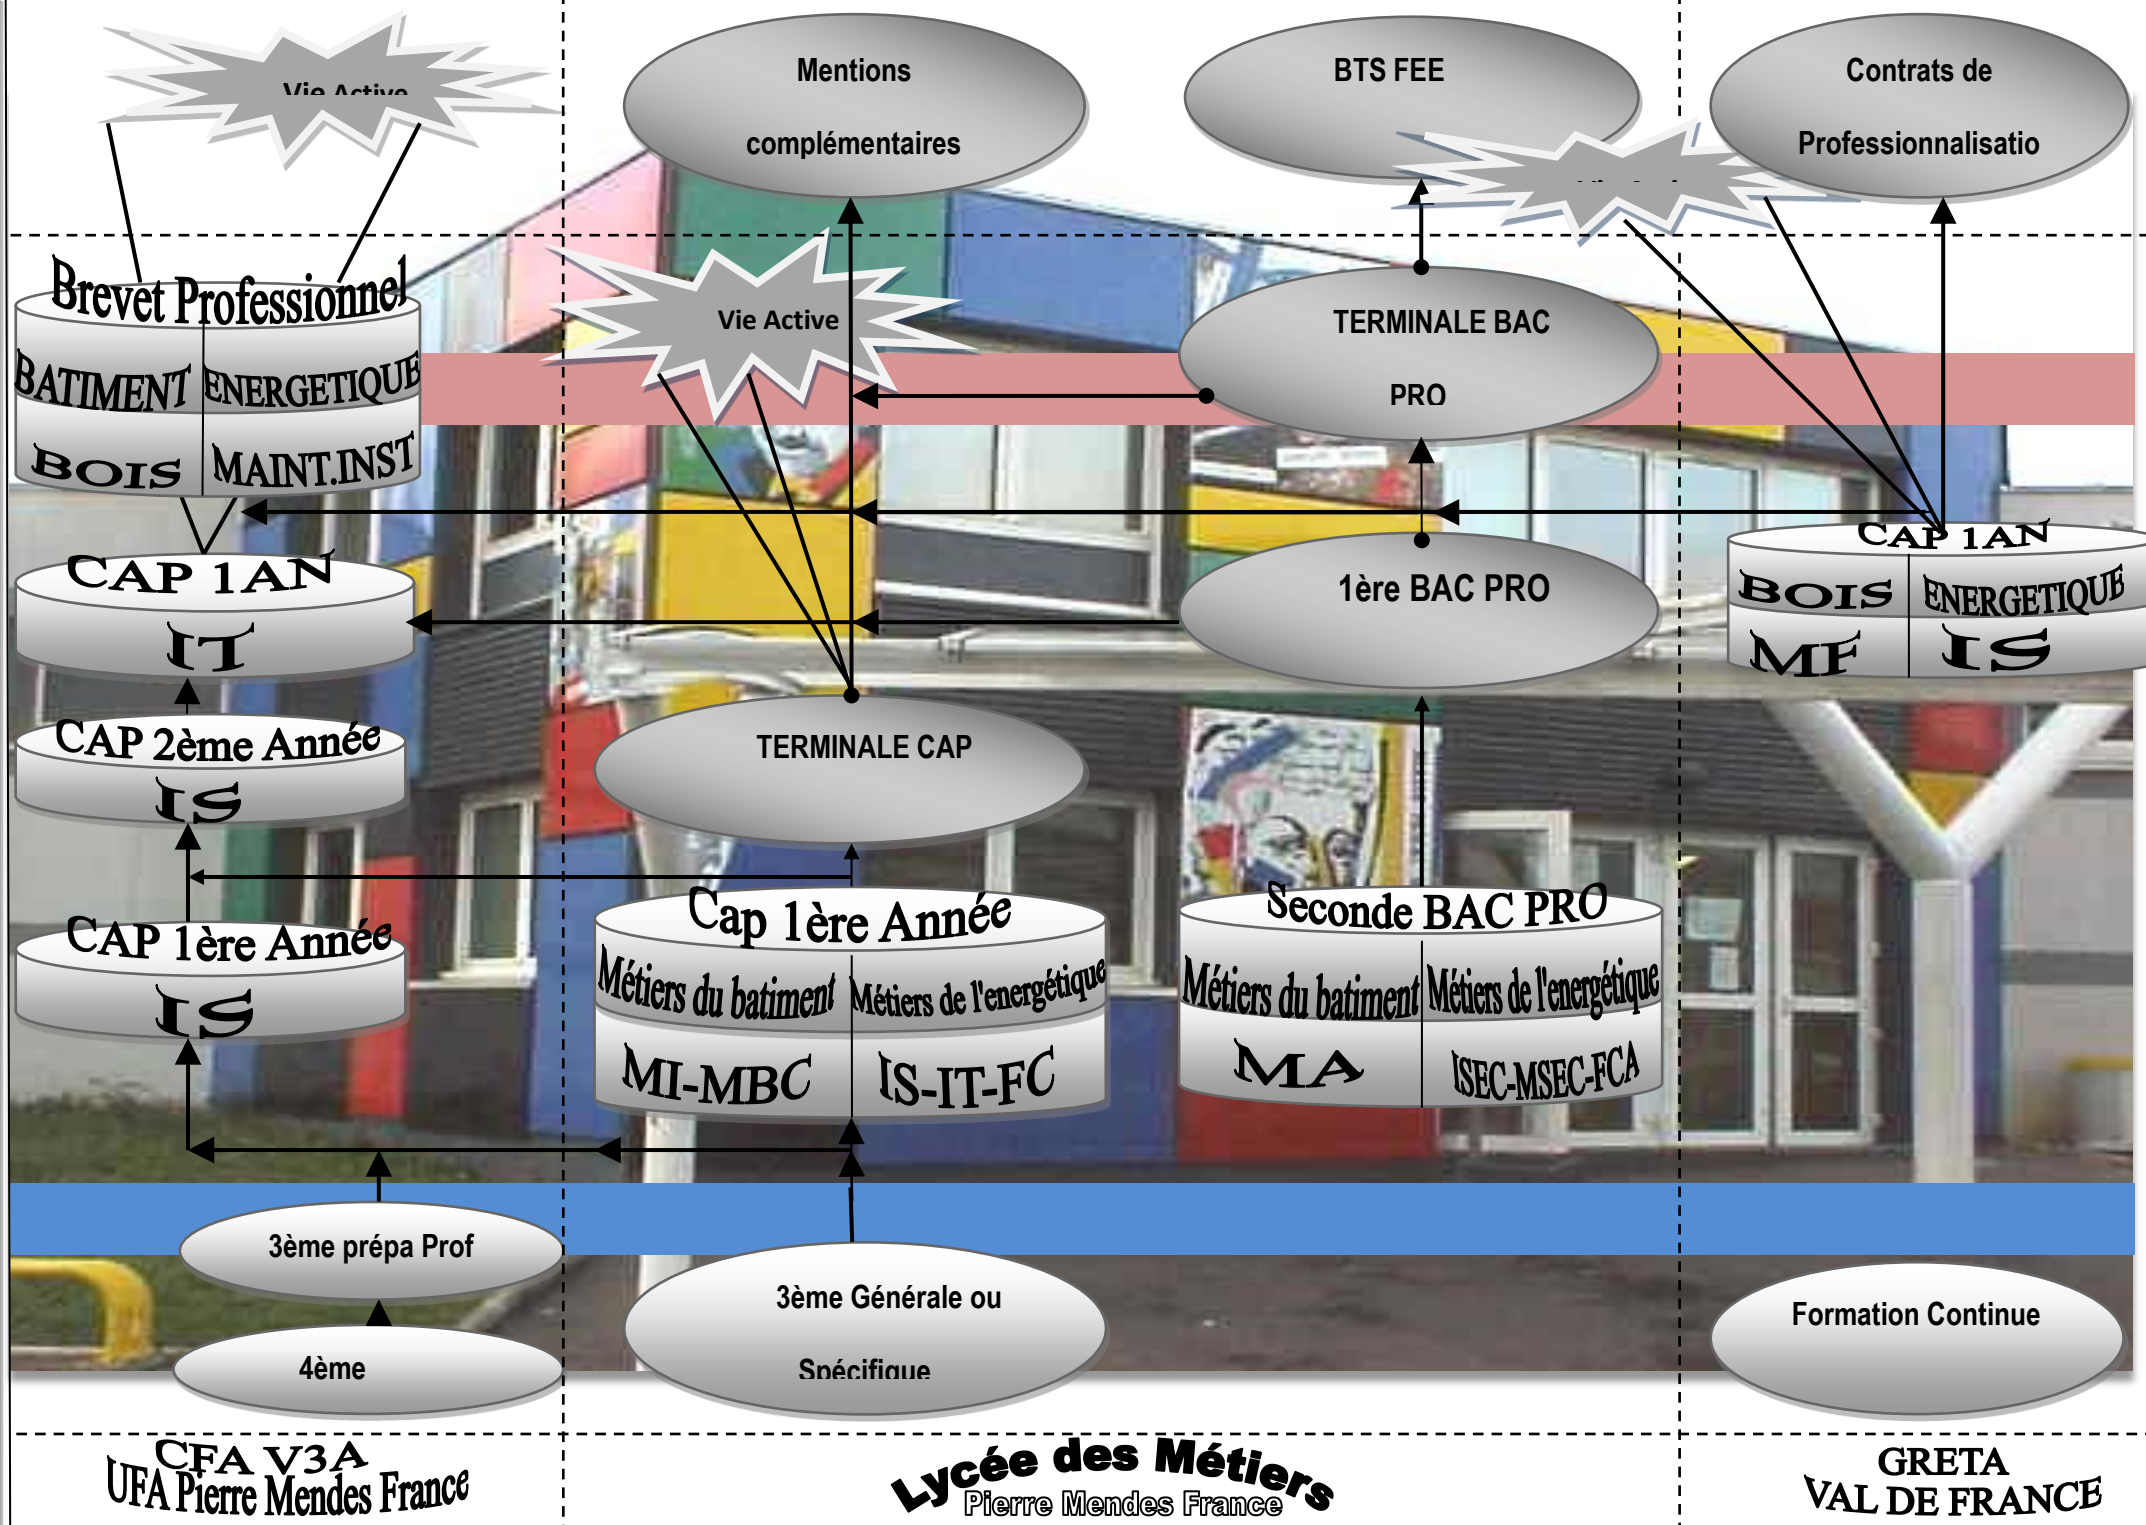 Vie Active
Mentions
complémentaires
BTS FEE
Contrats de
Professionnalisatio
Brevet Professionnel
BATIMENT
ENERGETIQUE
BOIS
MAINT.INST
Vie Active
TERMINALE BAC
PRO
CAP 1AN
IT
1ère BAC PRO
CAP 1AN
BOIS
ENERGETIQUE
MF
IS
CAP 2ème Année
IS
TERMINALE CAP
CAP 1ère Année
IS
Cap 1ère Année
Métiers du batiment
Métiers de l'energétique
MI-MBC
IS-IT-FC
Seconde BAC PRO
Métiers du batiment
Métiers de l'energétique
MA
ISEC-MSEC-FCA
3ème prépa Prof
4ème
3ème Générale ou
Spécifique
Formation Continue
CFA V3A
UFA Pierre Mendes France
Lycée des Métiers
Pierre Mendes France
GRETA
VAL DE FRANCE